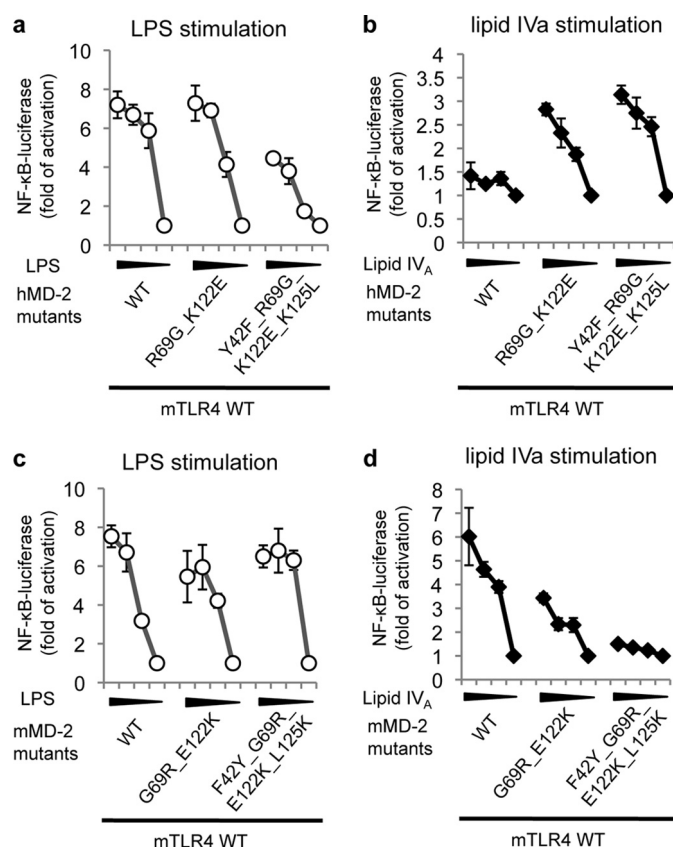 a
LPS stimulation
NF-κB-luciferase
(fold of activation)
10
8
6
4
2
0
LPS
hMD-2
mutants
WT
R69G_K122E
Y42F_R69G_
K122E_K125L
mTLR4 WT
b
lipid IVa stimulation
NF-κB-luciferase
(fold of activation)
4
3.5
3
2.5
2
1.5
1
0.5
Lipid IVA
hMD-2
mutants
WT
R69G_K122E
Y42F_R69G_
K122E_K125L
mTLR4 WT
c
LPS stimulation
NF-κB-luciferase
(fold of activation)
10
8
6
4
2
0
LPS
mMD-2
mutants
WT
G69R_E122K
F42Y_G69R_
E122K_L125K
mTLR4 WT
d
lipid IVa stimulation
NF-κB-luciferase
(fold of activation)
8
7
6
5
4
3
2
1
0
Lipid IVA
mMD-2
mutants
WT
G69R_E122K
F42Y_G69R_
E122K_L125K
mTLR4 WT